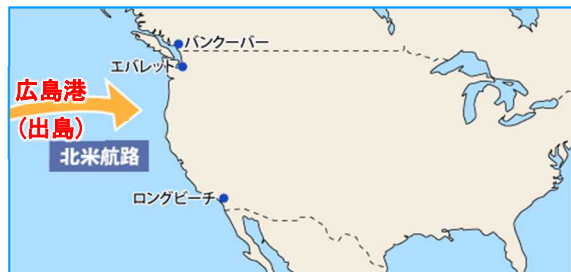 バンクーバー
エバレット
広島港
(出島)
北米航路
ロングビーチ